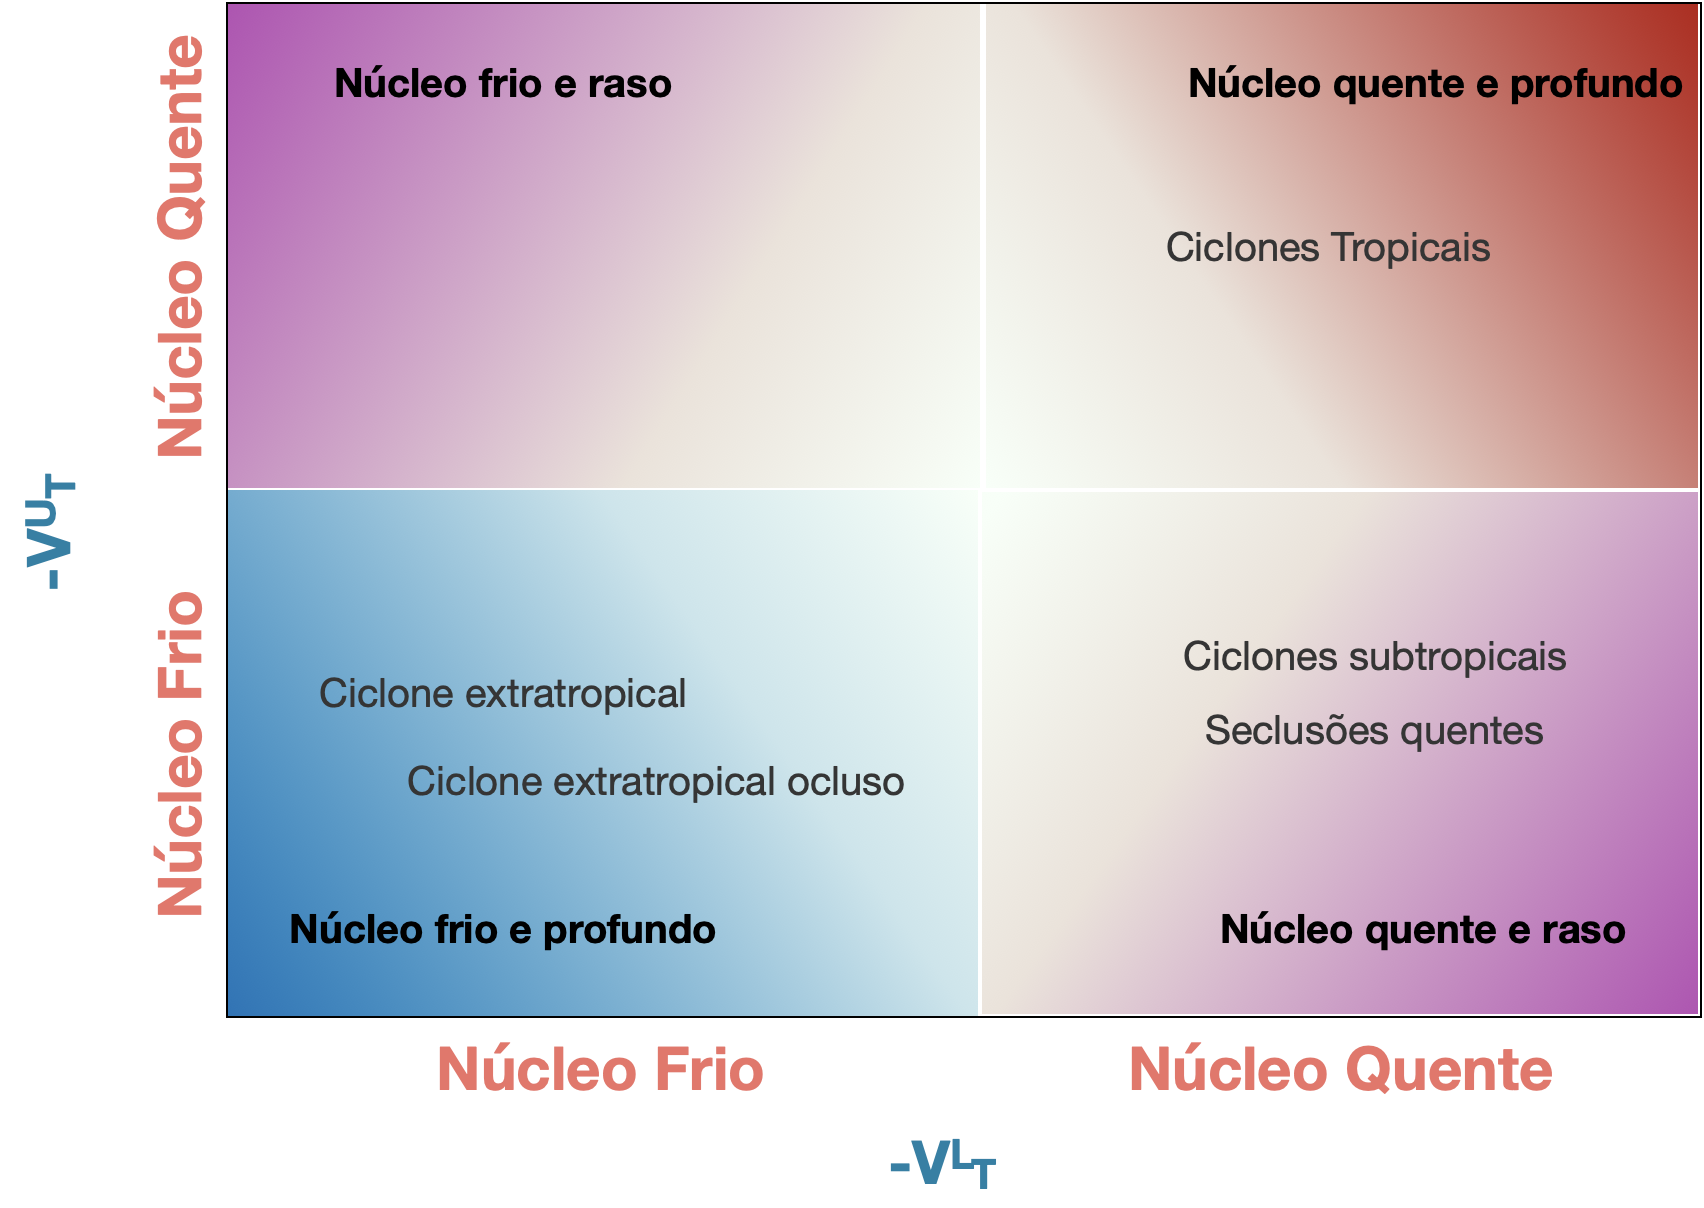 Núcleo Quente
Núcleo frio e raso
Núcleo quente e profundo
Ciclones Tropicais
-VUT
Núcleo Frio
Ciclone extratropical
Ciclone extratropical ocluso
Núcleo frio e profundo
Ciclones subtropicais
Seclusões quentes
Núcleo quente e raso
Núcleo Frio
Núcleo Quente
-VLT